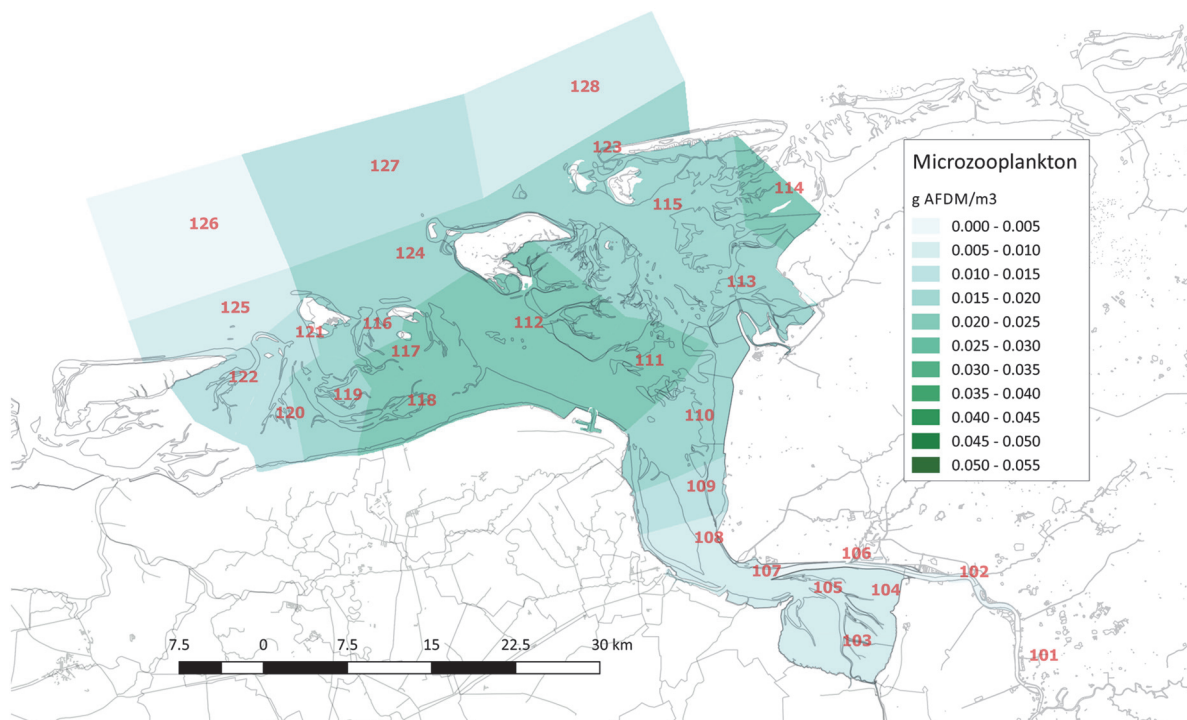 128
123
127
114
115
126
124
113
125
121
116
112
117
111
122
119
118
120
110
109
108
106
107
102
105
104
103
101
Microzooplankton
g AFDM/m3
0.000 - 0.005
0.005 - 0.010
0.010 - 0.015
0.015 - 0.020
0.020 - 0.025
0.025 - 0.030
0.030 - 0.035
0.035 - 0.040
0.040 - 0.045
0.045 - 0.050
0.050 - 0.055
7.5 0 7.5 15 22.5 30 km